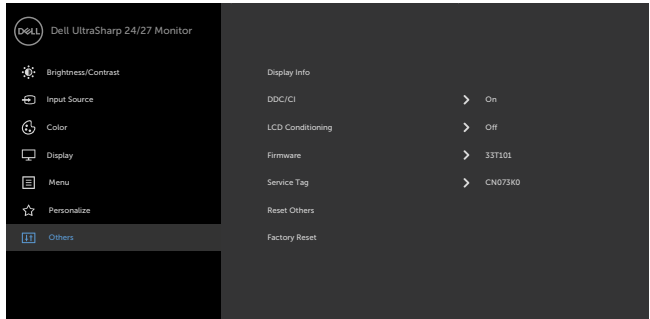 DELL Dell UltraSharp 24/27 Monitor
Brightness/Contrast Display Info
Input Source DDC/CI On
Color LCD Conditioning Off
Display Firmware 33T101
Menu Service Tag CN073K0
Personalize Reset Others
Others Factory Reset